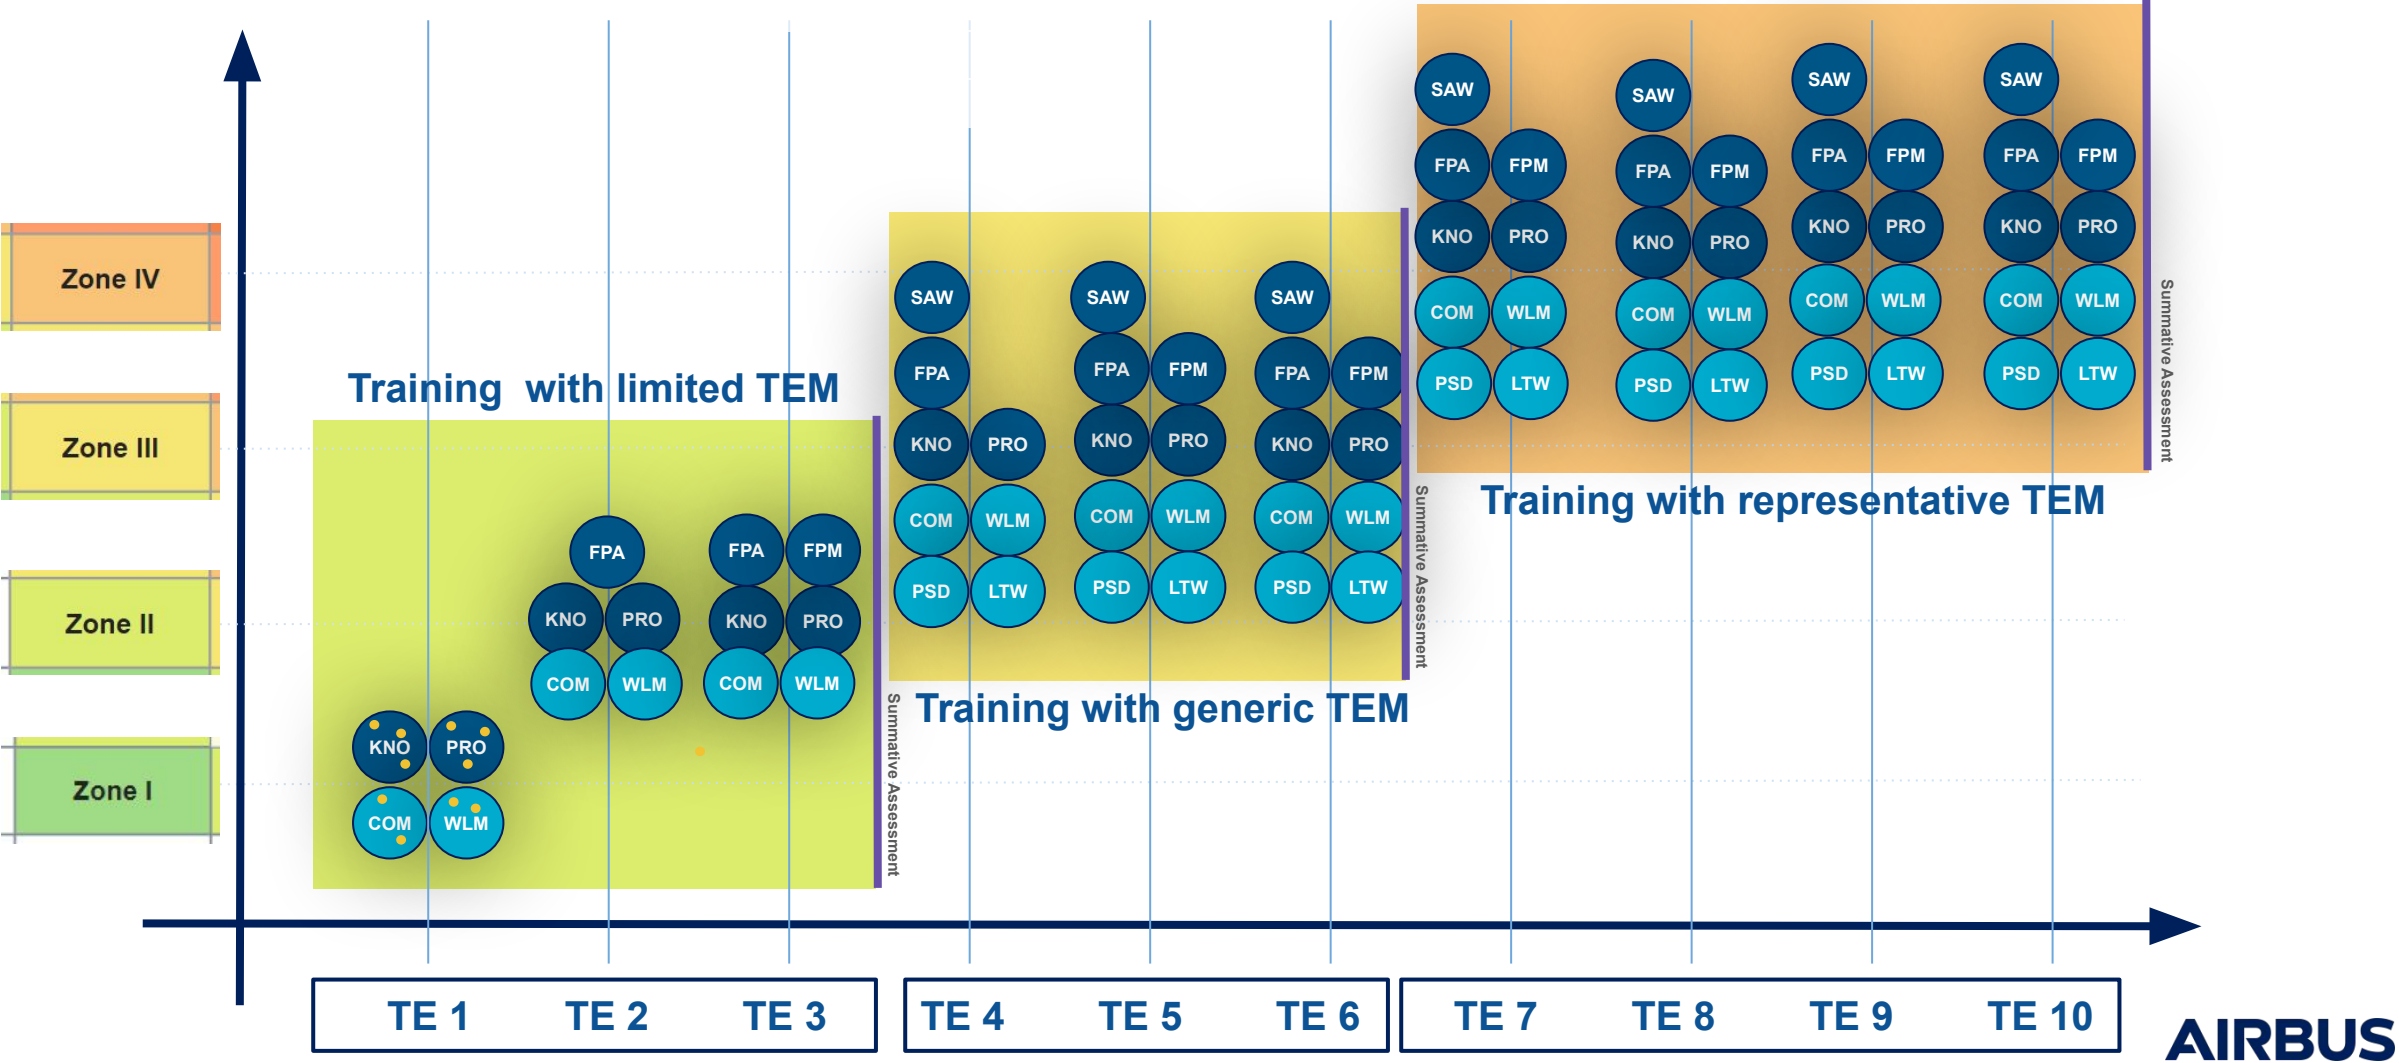 SAW
SAW
SAW
SAW
FPA FPM
FPA FPM
FPA FPM
FPA FPM
KNO PRO
KNO PRO
KNO PRO
KNO PRO
COM WLM
COM WLM
COM WLM
COM WLM
PSD LTW
PSD LTW
PSD LTW
PSD LTW
Summative Assessment
Training with representative TEM
Zone IV
Zone III
Zone II
Zone I
SAW
SAW
SAW
FPA
FPA FPM
FPA FPM
KNO PRO
KNO PRO
KNO PRO
COM WLM
COM WLM
COM WLM
PSD LTW
PSD LTW
PSD LTW
Summative Assessment
Training with generic TEM
Training with limited TEM
FPA
FPA FPM
KNO PRO
KNO PRO
COM WLM
COM WLM
KNO PRO
COM WLM
Summative Assessment
TE 1 TE 2 TE 3
TE 4 TE 5 TE 6
TE 7 TE 8 TE 9 TE 10
AIRBUS